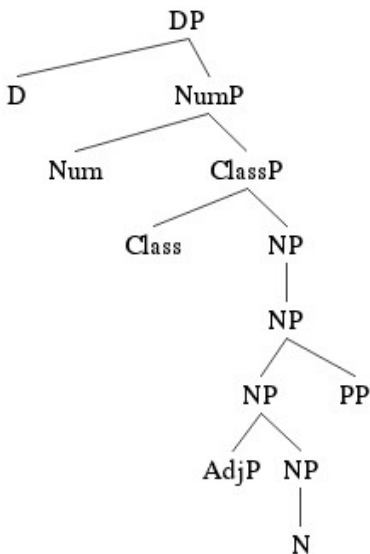 DP
D NumP
Num ClassP
Class NP
NP
NP PP
AdjP NP
N